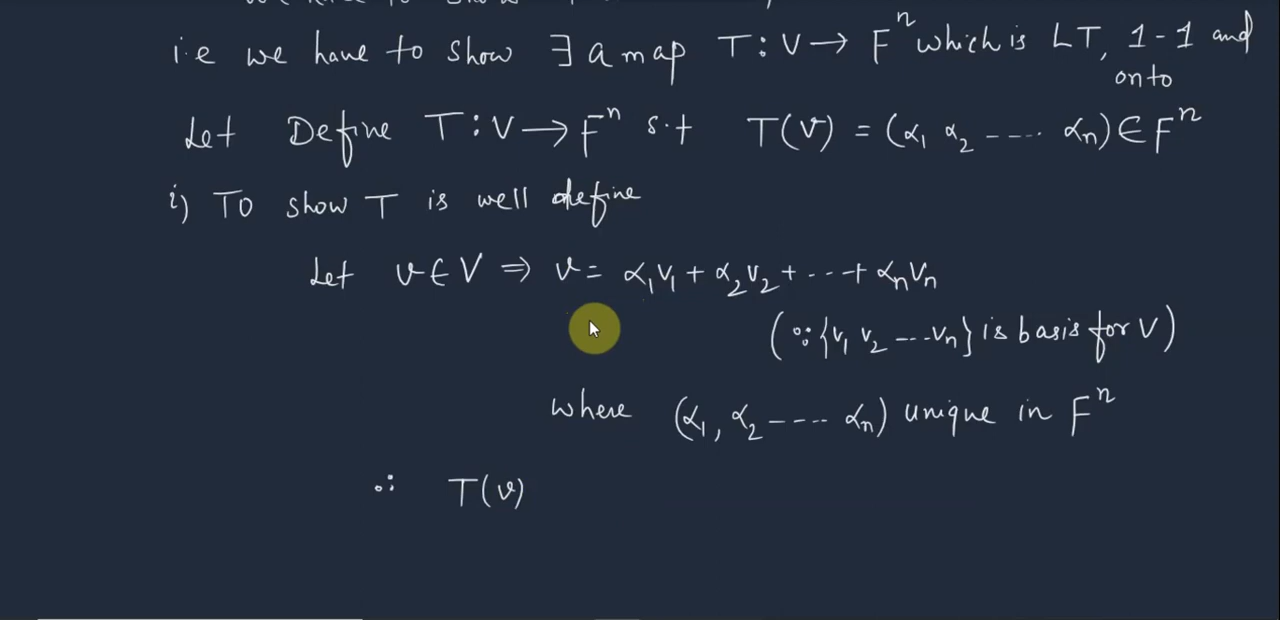 i.e we have to show ∃ a map T : V → Fⁿ which is LT, 1-1 and
onto
Let Define T : V → Fⁿ s.t T(v) = (α₁ α₂ ----- αₙ) ∈ Fⁿ
i) TO show T is well define
Let v ∈ V ⇒ v = α₁v₁ + α₂v₂ + ---+ αₙvₙ
(∵ {v₁ v₂ ---vₙ} is basis for V)
where (α₁, α₂ ---- αₙ) unique in Fⁿ
∴ T(v)